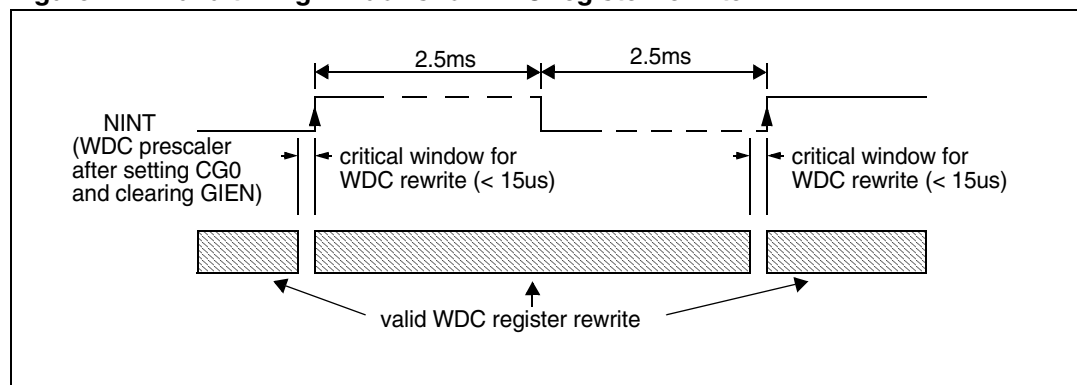 2.5ms
2.5ms
NINT
(WDC prescaler
after setting CG0
and clearing GIEN)
critical window for
WDC rewrite (< 15us)
critical window for
WDC rewrite (< 15us)
valid WDC register rewrite